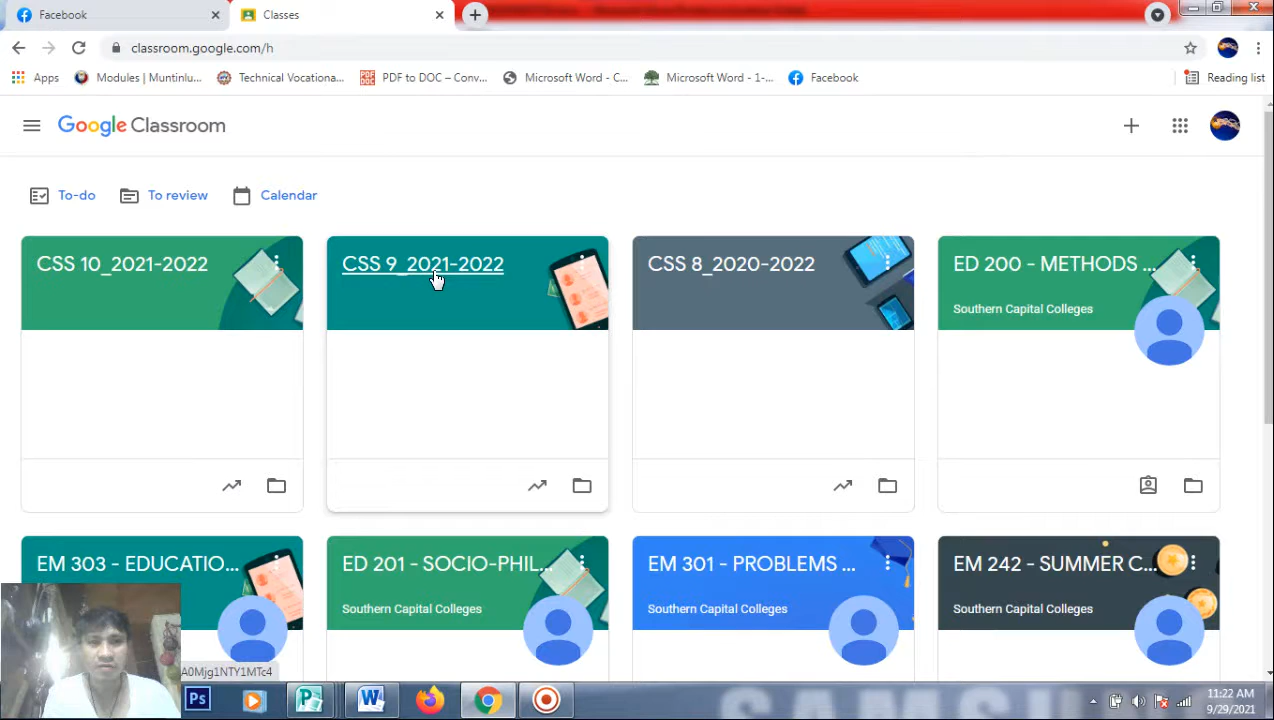 Facebook
Classes
classroom.google.com/h
Apps
Modules | Muntinlu...
Technical Vocationa...
PDF to DOC – Conv...
Microsoft Word - C...
Microsoft Word - 1-...
Facebook
Reading list
Google Classroom
To-do
To review
Calendar
CSS 10_2021-2022
CSS 9_2021-2022
CSS 8_2020-2022
ED 200 - METHODS ...
Southern Capital Colleges
EM 303 - EDUCATIO...
ED 201 - SOCIO-PHIL...
Southern Capital Colleges
EM 301 - PROBLEMS ...
Southern Capital Colleges
EM 242 - SUMMER C...
Southern Capital Colleges
A0Mjg1NTY1MTc4
Ps
11:22 AM
9/29/2021